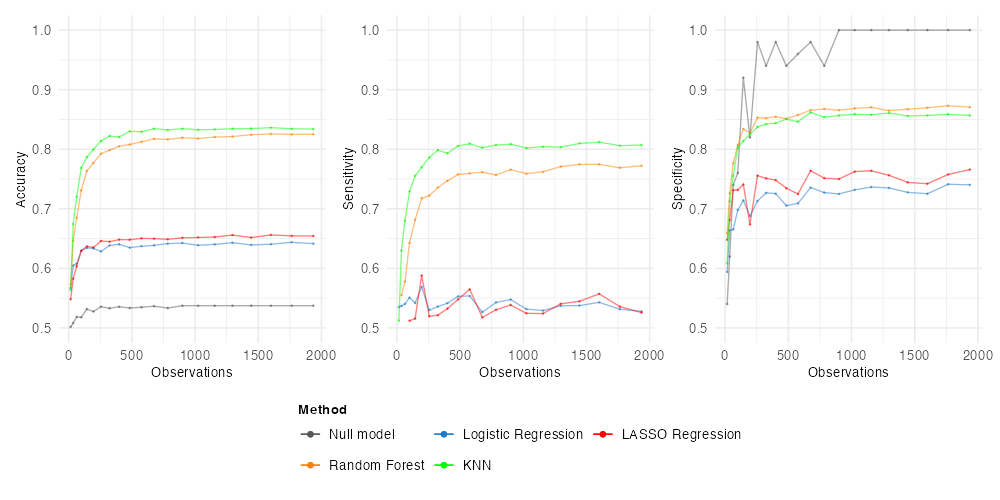 1.0
0.9
0.8
0.7
0.6
0.5
Accuracy
0 500 1000 1500 2000
Observations
1.0
0.9
0.8
0.7
0.6
0.5
Sensitivity
0 500 1000 1500 2000
Observations
1.0
0.9
0.8
0.7
0.6
0.5
Specificity
0 500 1000 1500 2000
Observations
Method
Null model Logistic Regression LASSO Regression
Random Forest KNN